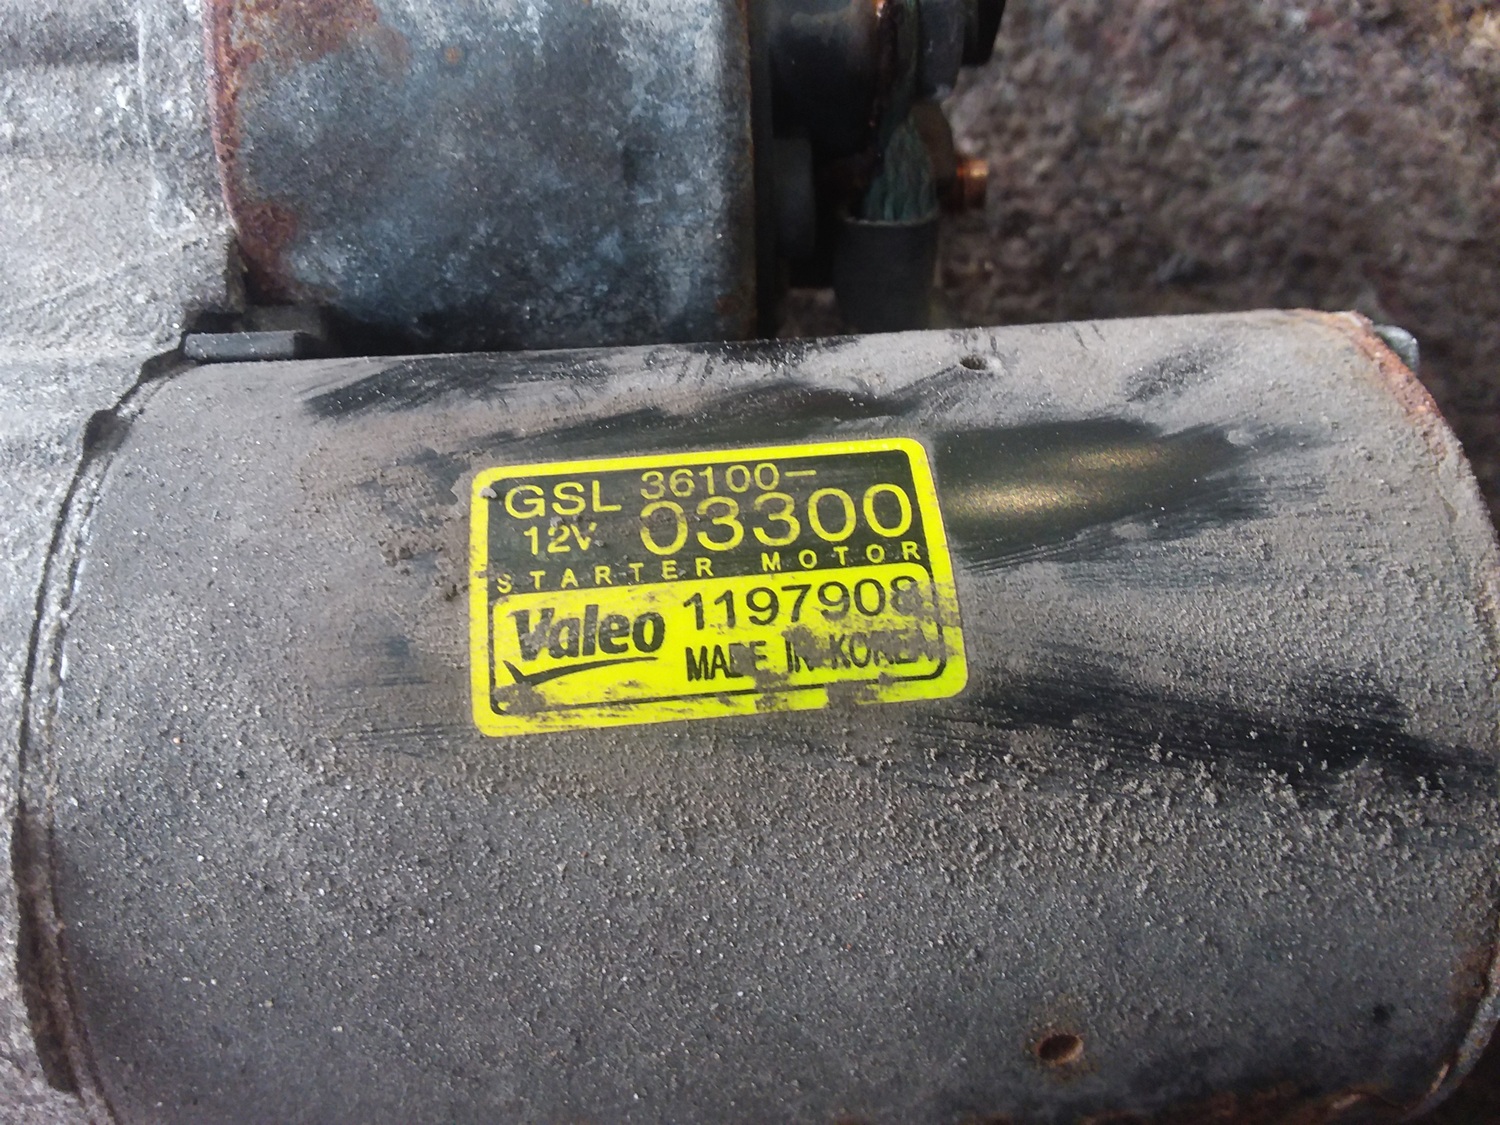 GSL 36100-
12V 03300
STARTER MOTOR
Valeo 1197908
MADE IN KOREA